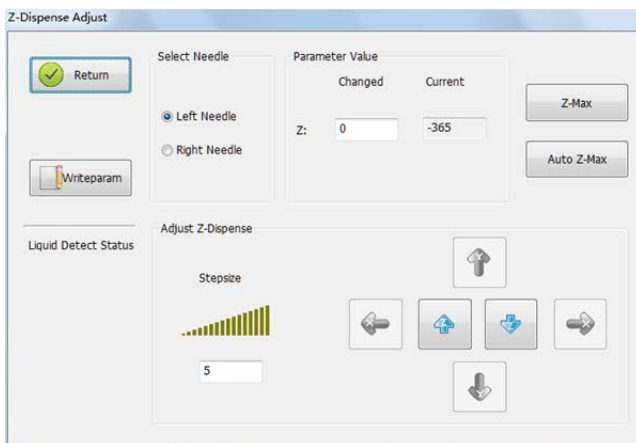 Z-Dispense Adjust
Return
Writeparam
Liquid Detect Status
Select Needle
Left Needle
Right Needle
Parameter Value
Changed Current
Z: 0 -365
Z-Max
Auto Z-Max
Adjust Z-Dispense
Stepsize
5
Y
X Z Z X
Y